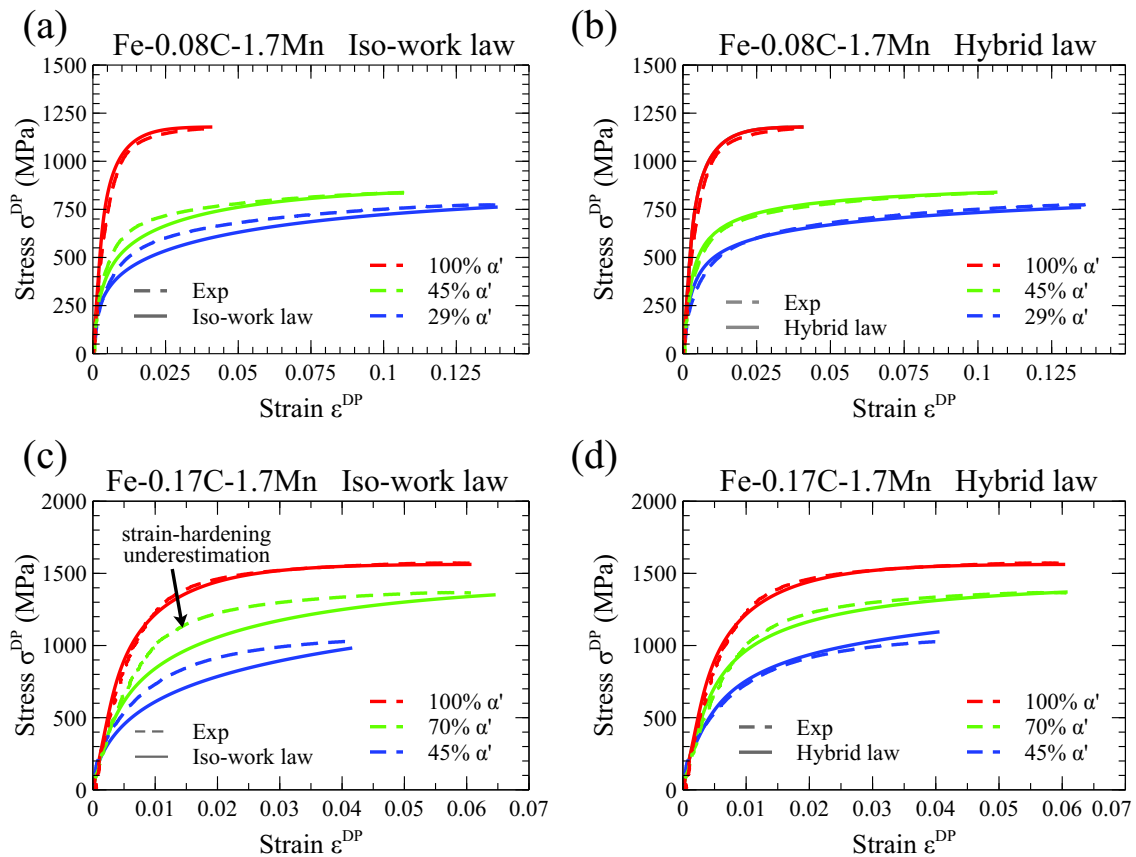 (a)
Fe-0.08C-1.7Mn Iso-work law
1500
1250
1000
750
500
250
0
Stress σ^DP (MPa)
Exp
Iso-work law
100% α'
45% α'
29% α'
0 0.025 0.05 0.075 0.1 0.125
Strain ε^DP
(b)
Fe-0.08C-1.7Mn Hybrid law
1500
1250
1000
750
500
250
0
Stress σ^DP (MPa)
Exp
Hybrid law
100% α'
45% α'
29% α'
0 0.025 0.05 0.075 0.1 0.125
Strain ε^DP
(c)
Fe-0.17C-1.7Mn Iso-work law
2000
1500
1000
500
0
Stress σ^DP (MPa)
strain-hardening
underestimation
Exp
Iso-work law
100% α'
70% α'
45% α'
0 0.01 0.02 0.03 0.04 0.05 0.06 0.07
Strain ε^DP
(d)
Fe-0.17C-1.7Mn Hybrid law
2000
1500
1000
500
0
Stress σ^DP (MPa)
Exp
Hybrid law
100% α'
70% α'
45% α'
0 0.01 0.02 0.03 0.04 0.05 0.06 0.07
Strain ε^DP